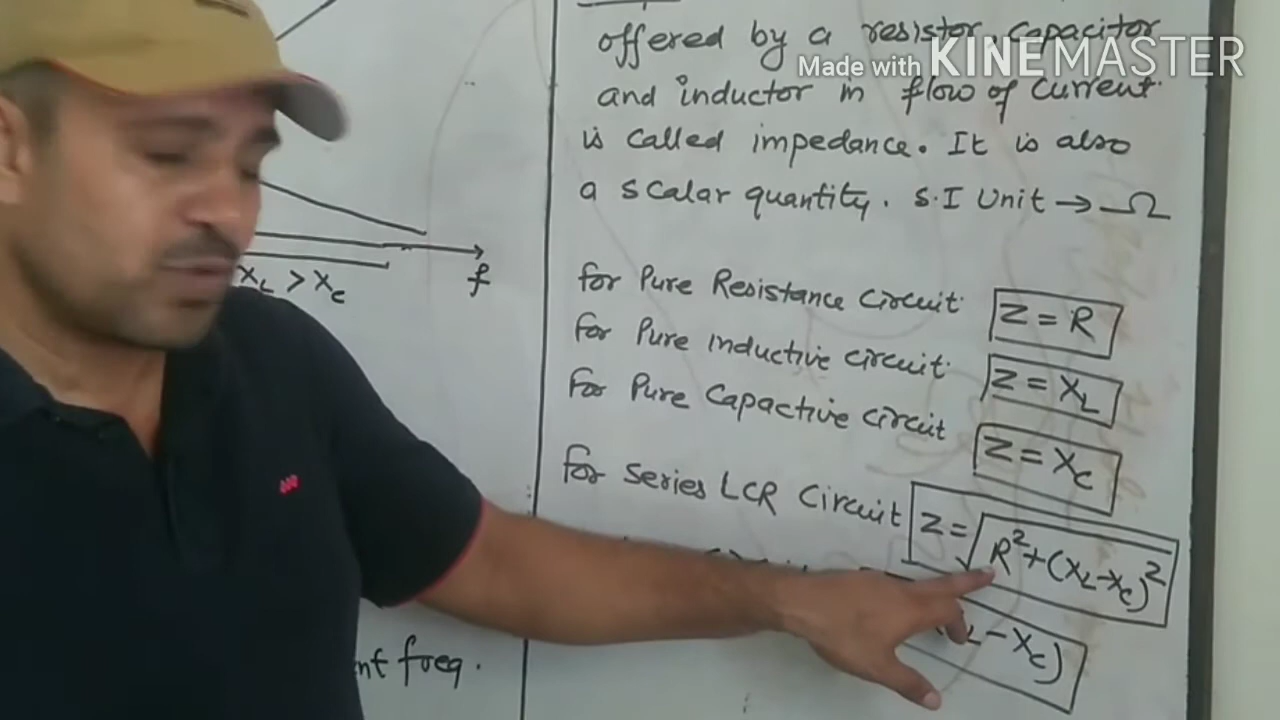 offered by a resistor, capacitor
Made with KINEMASTER
and inductor in flow of current
is called impedance. It is also
a scalar quantity. S.I Unit → Ω
XL > Xc
f
for Pure Resistance Circuit Z = R
for Pure inductive circuit Z = XL
for Pure Capactive circuit Z = Xc
for series LCR Circuit Z = √R²+(XL-Xc)²
L - Xc)
nt freq.